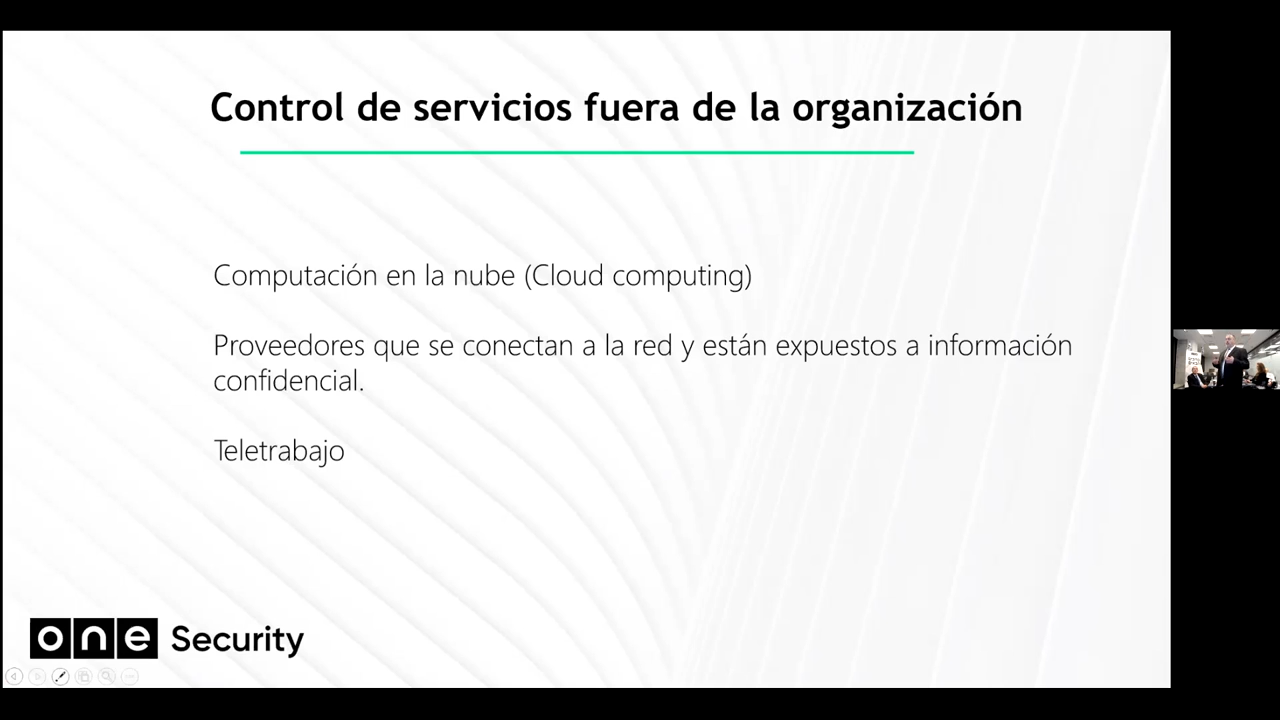 Control de servicios fuera de la organización
Computación en la nube (Cloud computing)
Proveedores que se conectan a la red y están expuestos a información
confidencial.
Teletrabajo
one Security